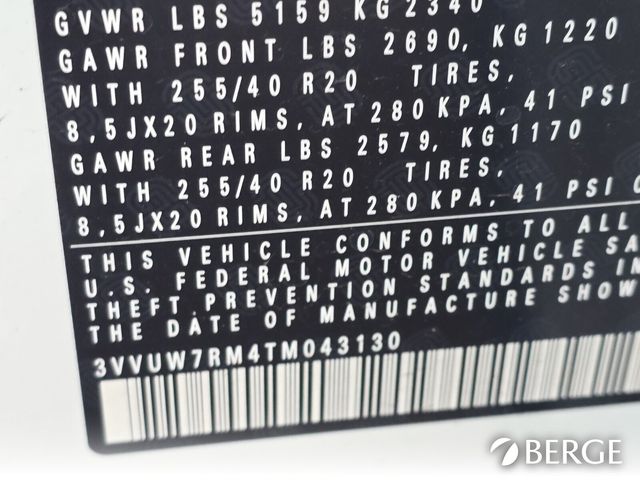 GVWR LBS 5159 KG 2340
GAWR FRONT LBS 2690, KG 1220
WITH 255/40 R20 TIRES,
8,5JX20 RIMS, AT 280 KPA, 41 PSI
GAWR REAR LBS 2579, KG 1170
WITH 255/40 R20 TIRES,
8,5JX20 RIMS, AT 280 KPA, 41 PSI C
THIS VEHICLE CONFORMS TO ALL
U.S. FEDERAL MOTOR VEHICLE SA
THEFT PREVENTION STANDARDS IN
THE DATE OF MANUFACTURE SHOW
3VVUW7RM4TM043130
BERGE